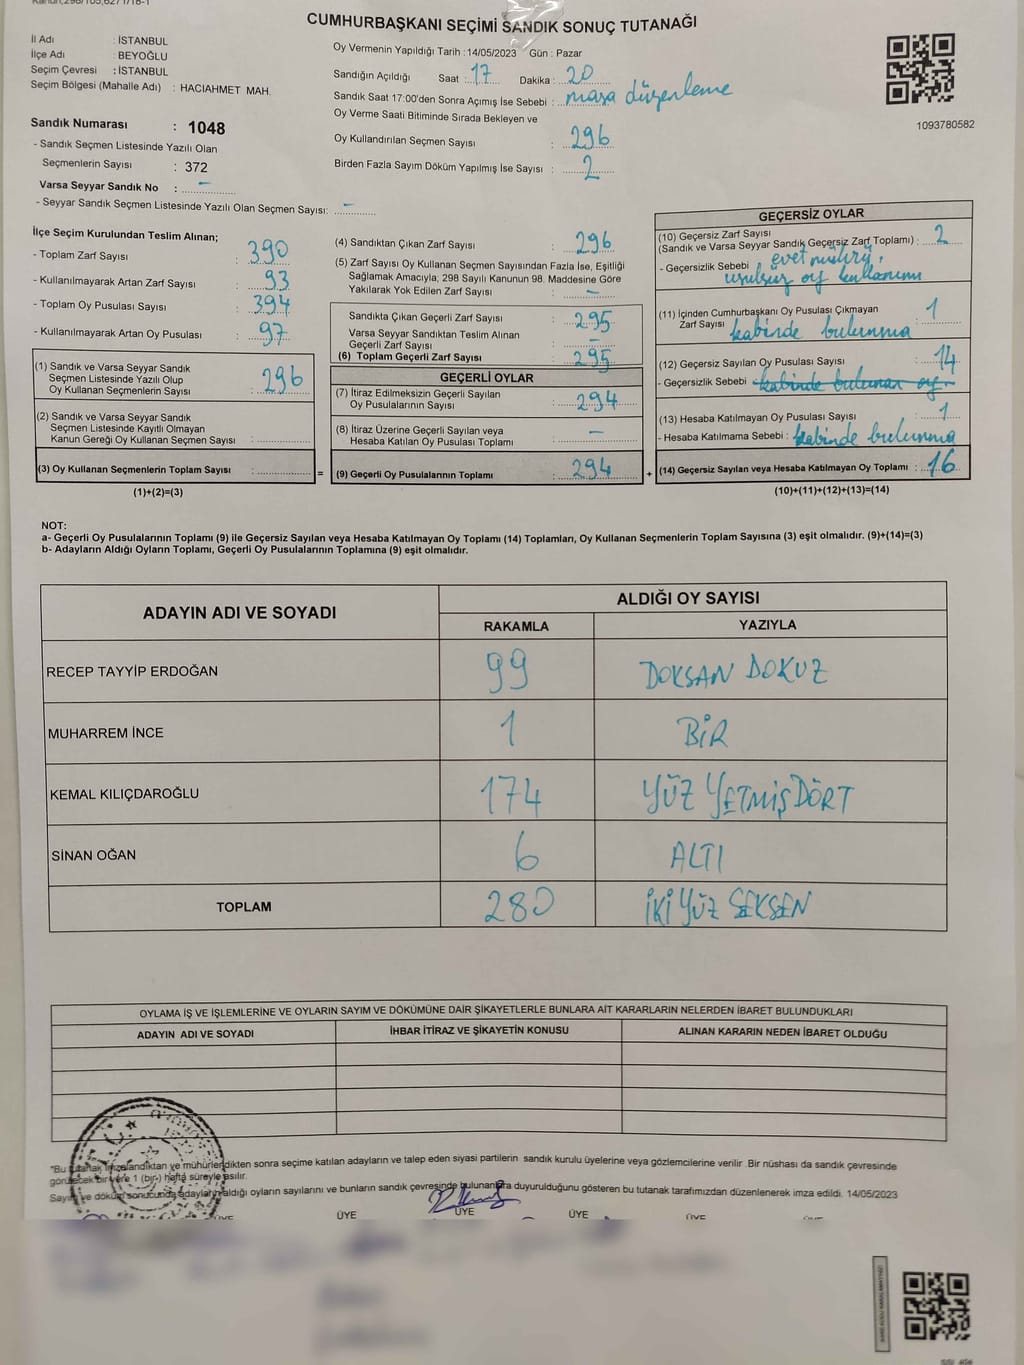 CUMHURBAŞKANI SEÇİMİ SANDIK SONUÇ TUTANAĞI
İl Adı : İSTANBUL
İlçe Adı : BEYOĞLU
Seçim Çevresi : İSTANBUL
Seçim Bölgesi (Mahalle Adı) : HACIAHMET MAH.
Sandık Numarası : 1048
- Sandık Seçmen Listesinde Yazılı Olan
Seçmenlerin Sayısı : 372
Varsa Seyyar Sandık No : -
- Seyyar Sandık Seçmen Listesinde Yazılı Olan Seçmen Sayısı: -
Oy Vermenin Yapıldığı Tarih : 14/05/2023 Gün : Pazar
Sandığın Açıldığı Saat : 17 Dakika : 20
Sandık Saat 17:00'den Sonra Açımış İse Sebebi : masa düzenleme
Oy Verme Saati Bitiminde Sırada Bekleyen ve
Oy Kullandırılan Seçmen Sayısı : 296
Birden Fazla Sayım Döküm Yapılmış İse Sayısı : 2
1093780582
İlçe Seçim Kurulundan Teslim Alınan;
- Toplam Zarf Sayısı : 390
- Kullanılmayarak Artan Zarf Sayısı : 93
- Toplam Oy Pusulası Sayısı : 394
- Kullanılmayarak Artan Oy Pusulası : 97
(1) Sandık ve Varsa Seyyar Sandık
Seçmen Listesinde Yazılı Olup
Oy Kullanan Seçmenlerin Sayısı : 296
(2) Sandık ve Varsa Seyyar Sandık
Seçmen Listesinde Kayıtlı Olmayan
Kanun Gereği Oy Kullanan Seçmen Sayısı :
(3) Oy Kullanan Seçmenlerin Toplam Sayısı : =
(1)+(2)=(3)
(4) Sandıktan Çıkan Zarf Sayısı : 296
(5) Zarf Sayısı Oy Kullanan Seçmen Sayısından Fazla İse, Eşitliği
Sağlamak Amacıyla, 298 Sayılı Kanunun 98. Maddesine Göre
Yakılarak Yok Edilen Zarf Sayısı : -
Sandıkta Çıkan Geçerli Zarf Sayısı : 295
Varsa Seyyar Sandıktan Teslim Alınan
Geçerli Zarf Sayısı : -
(6) Toplam Geçerli Zarf Sayısı : 295
GEÇERLİ OYLAR
(7) İtiraz Edilmeksizin Geçerli Sayılan
Oy Pusulalarının Sayısı : 294
(8) İtiraz Üzerine Geçerli Sayılan veya
Hesaba Katılan Oy Pusulası Toplamı : -
(9) Geçerli Oy Pusulalarının Toplamı : 294 +
GEÇERSİZ OYLAR
(10) Geçersiz Zarf Sayısı
(Sandık ve Varsa Seyyar Sandık Geçersiz Zarf Toplamı) : 2
- Geçersizlik Sebebi : evet mührü,
usulsüz oy kullanımı
(11) İçinden Cumhurbaşkanı Oy Pusulası Çıkmayan
Zarf Sayısı : 1
kabinde bulunma
(12) Geçersiz Sayılan Oy Pusulası Sayısı : 14
- Geçersizlik Sebebi : kabinde bulunan oy
(13) Hesaba Katılmayan Oy Pusulası Sayısı : 1
- Hesaba Katılmama Sebebi : kabinde bulunma
(14) Geçersiz Sayılan veya Hesaba Katılmayan Oy Toplamı : 16
(10)+(11)+(12)+(13)=(14)
NOT:
a- Geçerli Oy Pusulalarının Toplamı (9) ile Geçersiz Sayılan veya Hesaba Katılmayan Oy Toplamı (14) Toplamları, Oy Kullanan Seçmenlerin Toplam Sayısına (3) eşit olmalıdır. (9)+(14)=(3)
b- Adayların Aldığı Oyların Toplamı, Geçerli Oy Pusulalarının Toplamına (9) eşit olmalıdır.
ADAYIN ADI VE SOYADI ALDIĞI OY SAYISI
RAKAMLA YAZIYLA
RECEP TAYYİP ERDOĞAN 99 DOKSAN DOKUZ
MUHARREM İNCE 1 BİR
KEMAL KILIÇDAROĞLU 174 YÜZ YETMİŞ DÖRT
SİNAN OĞAN 6 ALTI
TOPLAM 280 İKİ YÜZ SEKSEN
OYLAMA İŞ VE İŞLEMLERİNE VE OYLARIN SAYIM VE DÖKÜMÜNE DAİR ŞİKAYETLERLE BUNLARA AİT KARARLARIN NELERDEN İBARET BULUNDUKLARI
ADAYIN ADI VE SOYADI İHBAR İTİRAZ VE ŞİKAYETİN KONUSU ALINAN KARARIN NEDEN İBARET OLDUĞU
"Bu tutanak imzalandıktan ve mühürlendikten sonra seçime katılan adayların ve talep eden siyasi partilerin sandık kurulu üyelerine veya gözlemcilerine verilir. Bir nüshası da sandık çevresinde
görülecek bir yere 1 (bir) hafta süreyle asılır.
Sayım ve döküm sonucunda adayların aldığı oyların sayılarını ve bunların sandık çevresinde bulunanlara duyurulduğunu gösteren bu tutanak tarafımızdan düzenlenerek imza edildi. 14/05/2023
ÜYE ÜYE ÜYE ÜYE